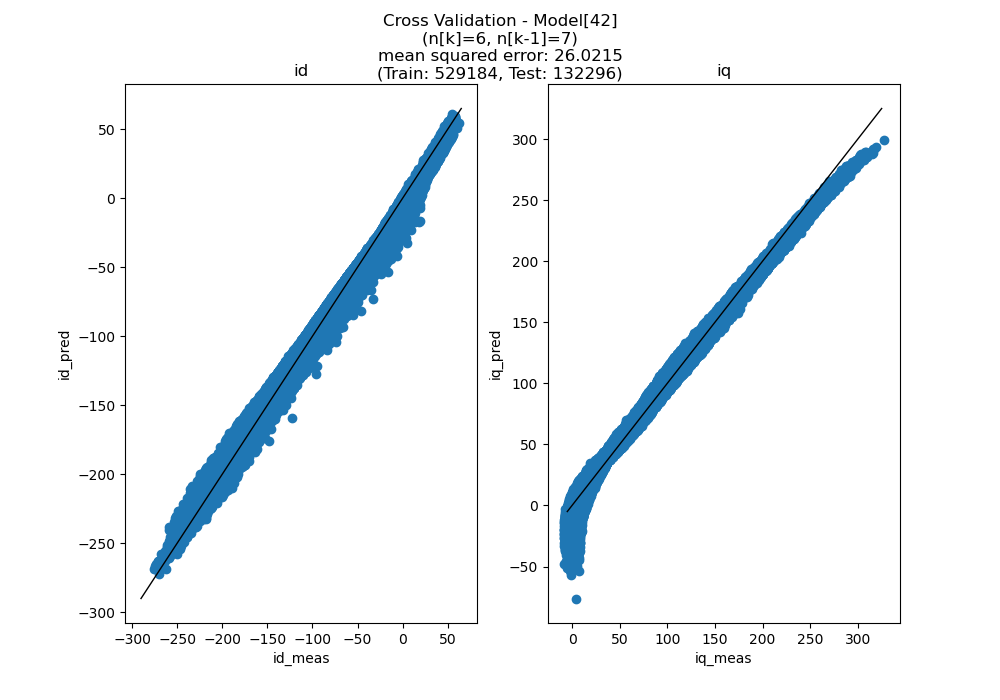 Cross Validation - Model[42]
(n[k]=6, n[k-1]=7)
mean squared error: 26.0215
(Train: 529184, Test: 132296)
id
iq
50
0
−50
−100
−150
−200
−250
−300
id_pred
−300 −250 −200 −150 −100 −50 0 50
id_meas
300
250
200
150
100
50
0
−50
iq_pred
0 50 100 150 200 250 300
iq_meas